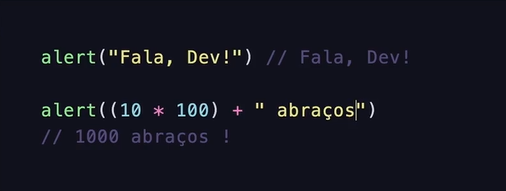 alert("Fala, Dev!") // Fala, Dev!
alert((10 * 100) + " abraços")
// 1000 abraços !